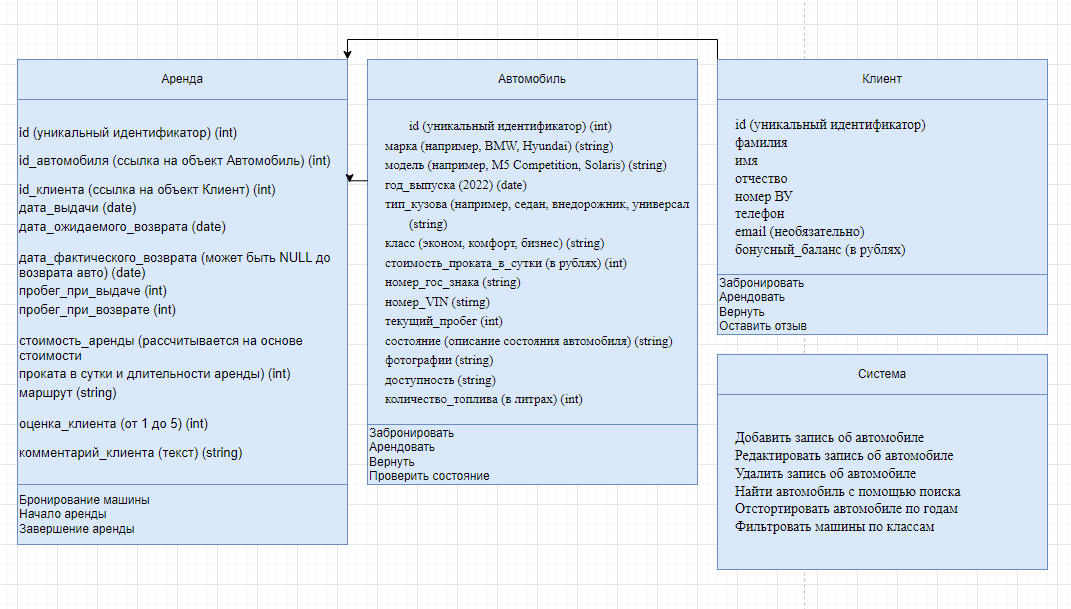 Аренда
id (уникальный идентификатор) (int)
id_автомобиля (ссылка на объект Автомобиль) (int)
id_клиента (ссылка на объект Клиент) (int)
дата_выдачи (date)
дата_ожидаемого_возврата (date)
дата_фактического_возврата (может быть NULL до
возврата авто) (date)
пробег_при_выдаче (int)
пробег_при_возврате (int)
стоимость_аренды (рассчитывается на основе
стоимости
проката в сутки и длительности аренды) (int)
маршрут (string)
оценка_клиента (от 1 до 5) (int)
комментарий_клиента (текст) (string)
Бронирование машины
Начало аренды
Завершение аренды
Автомобиль
id (уникальный идентификатор) (int)
марка (например, BMW, Hyundai) (string)
модель (например, M5 Competition, Solaris) (string)
год_выпуска (2022) (date)
тип_кузова (например, седан, внедорожник, универсал
(string)
класс (эконом, комфорт, бизнес) (string)
стоимость_проката_в_сутки (в рублях) (int)
номер_гос_знака (string)
номер_VIN (stirng)
текущий_пробег (int)
состояние (описание состояния автомобиля) (string)
фотографии (string)
доступность (string)
количество_топлива (в литрах) (int)
Забронировать
Арендовать
Вернуть
Проверить состояние
Клиент
id (уникальный идентификатор)
фамилия
имя
отчество
номер ВУ
телефон
email (необязательно)
бонусный_баланс (в рублях)
Забронировать
Арендовать
Вернуть
Оставить отзыв
Система
Добавить запись об автомобиле
Редактировать запись об автомобиле
Удалить запись об автомобиле
Найти автомобиль с помощью поиска
Отстортировать автомобиле по годам
Фильтровать машины по классам